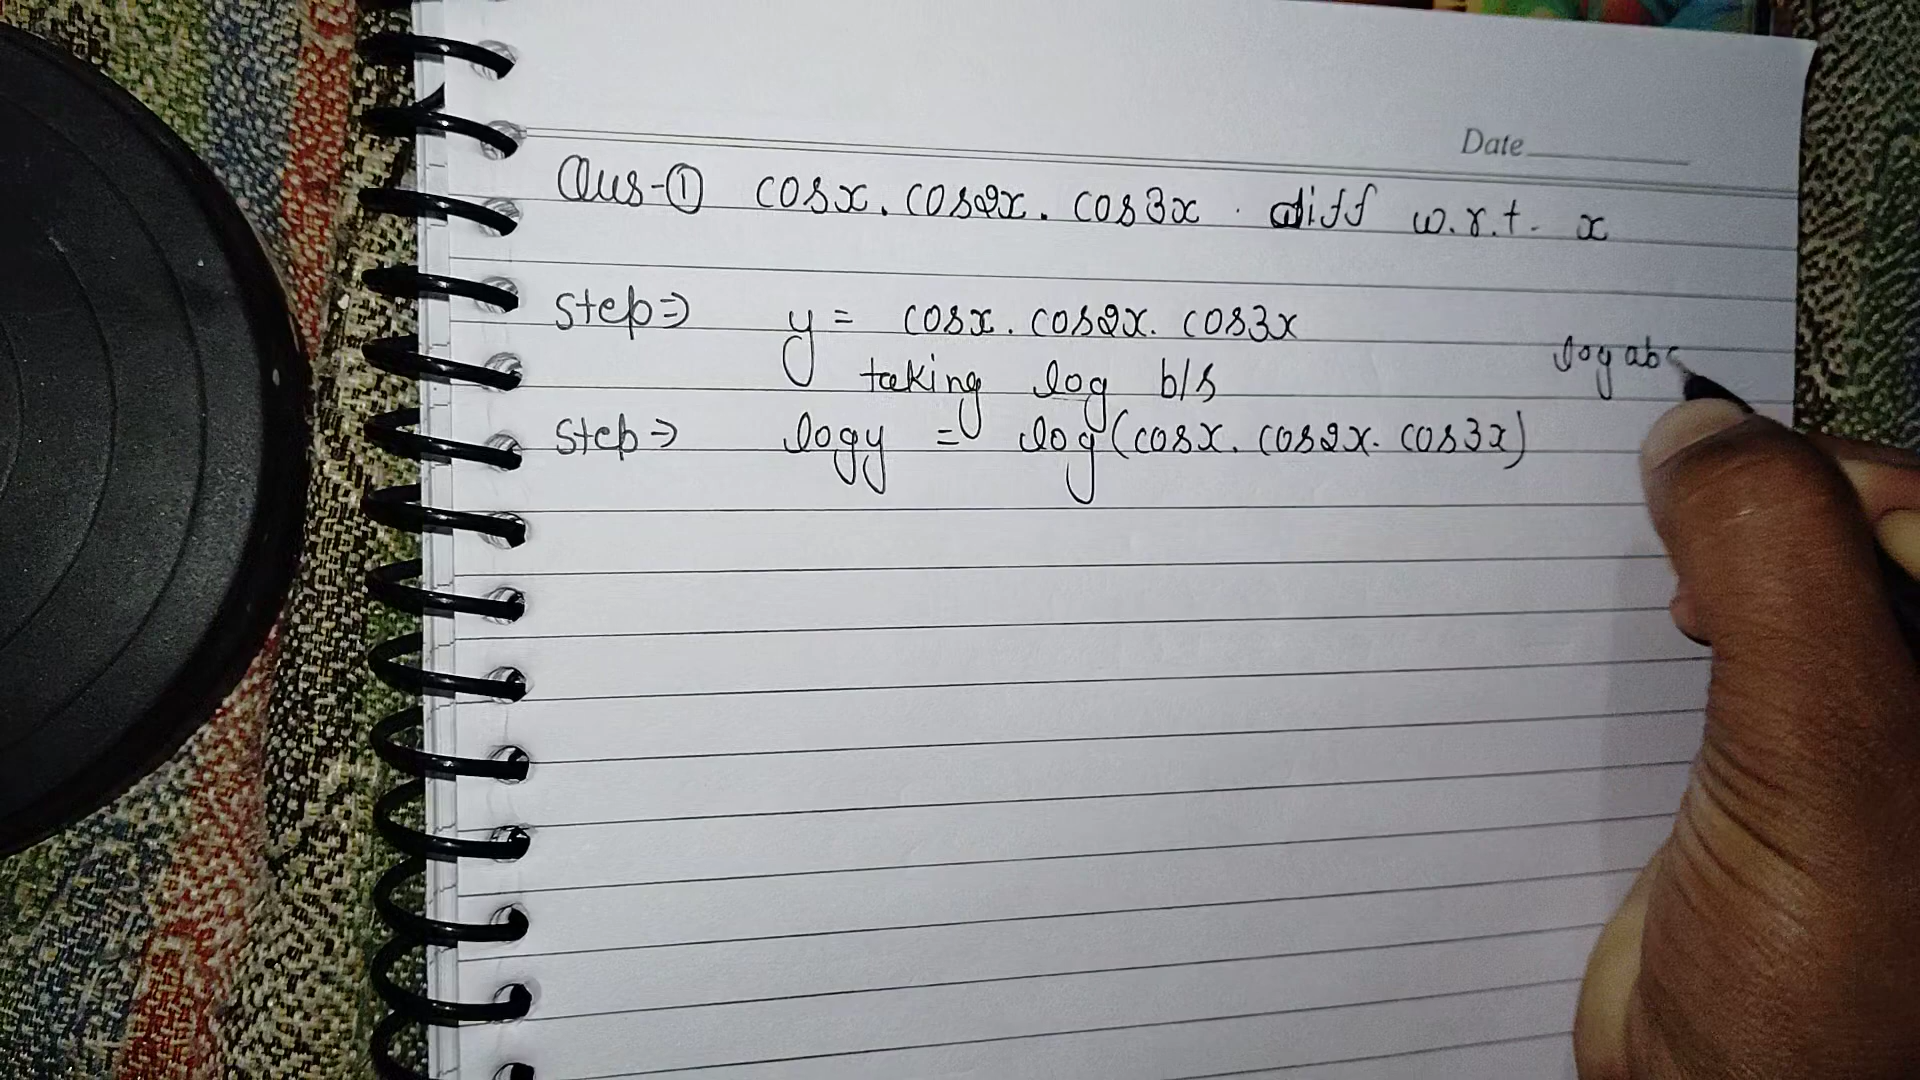 Date
Qus-① cosx. cos2x. cos3x. diff w.r.t. x
Step⇒ y = cosx. cos2x. cos3x
log abc
taking log b/s
Step⇒ logy = log(cosx. cos2x. cos3x)